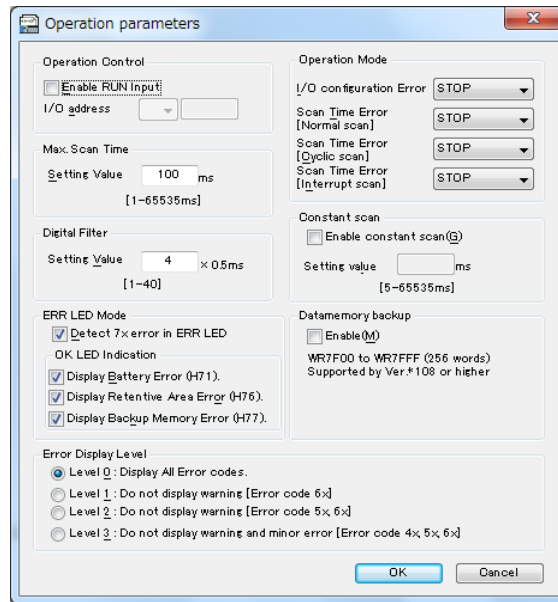 Operation parameters
Operation Control
Enable RUN Input
I/O address
Max. Scan Time
Setting Value 100 ms
[1-65535ms]
Digital Filter
Setting Value 4 × 0.5ms
[1-40]
ERR LED Mode
Detect 7x error in ERR LED
OK LED Indication
Display Battery Error (H71).
Display Retentive Area Error (H76).
Display Backup Memory Error (H77).
Operation Mode
I/O configuration Error STOP
Scan Time Error
[Normal scan] STOP
Scan Time Error
[Cyclic scan] STOP
Scan Time Error
[Interrupt scan] STOP
Constant scan
Enable constant scan(G)
Setting value ms
[5-65535ms]
Datamemory backup
Enable(M)
WR7F00 to WR7FFF (256 words)
Supported by Ver.*108 or higher
Error Display Level
Level 0 : Display All Error codes.
Level 1 : Do not display warning [Error code 6x]
Level 2 : Do not display warning [Error code 5x, 6x]
Level 3 : Do not display warning and minor error [Error code 4x, 5x, 6x]
OK Cancel